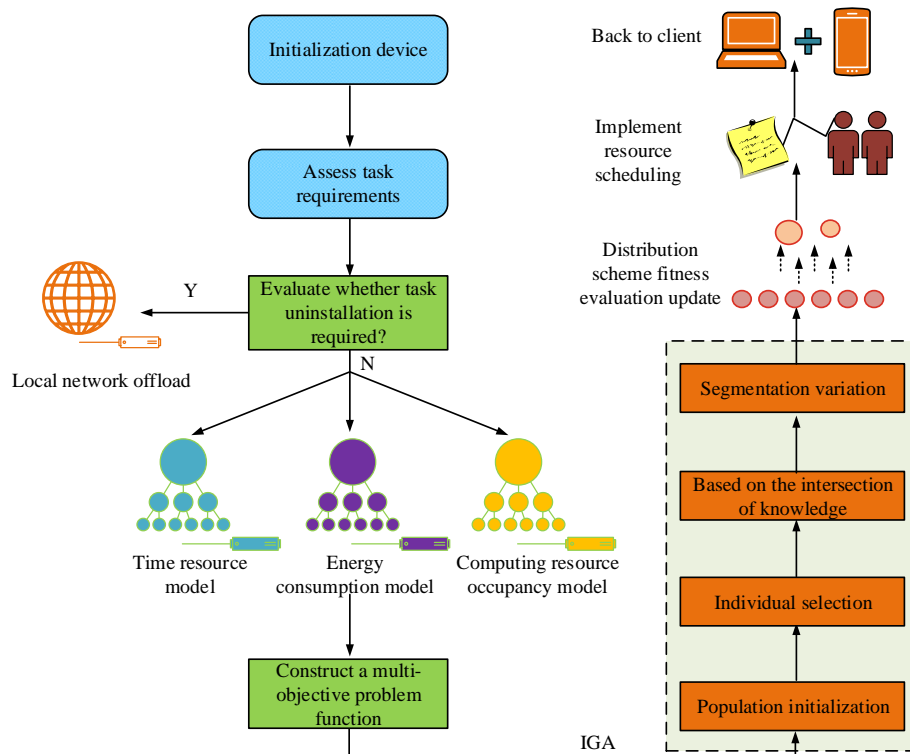 Initialization device
Assess task
requirements
Evaluate whether task
uninstallation is
required?
Y
N
Local network offload
Time resource
model
Energy
consumption model
Computing resource
occupancy model
Construct a multi-
objective problem
function
IGA
Back to client
Implement
resource
scheduling
Distribution
scheme fitness
evaluation update
Segmentation variation
Based on the intersection
of knowledge
Individual selection
Population initialization